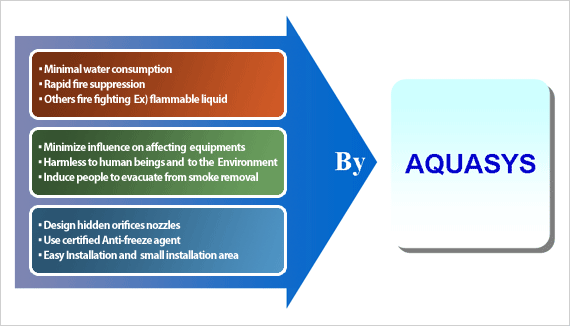 ▪ Minimal water consumption
▪ Rapid fire suppression
▪ Others fire fighting Ex) flammable liquid
▪ Minimize influence on affecting equipments
▪ Harmless to human beings and to the Environment
▪ Induce people to evacuate from smoke removal
▪ Design hidden orifices nozzles
▪ Use certified Anti-freeze agent
▪ Easy Installation and small installation area
By
AQUASYS